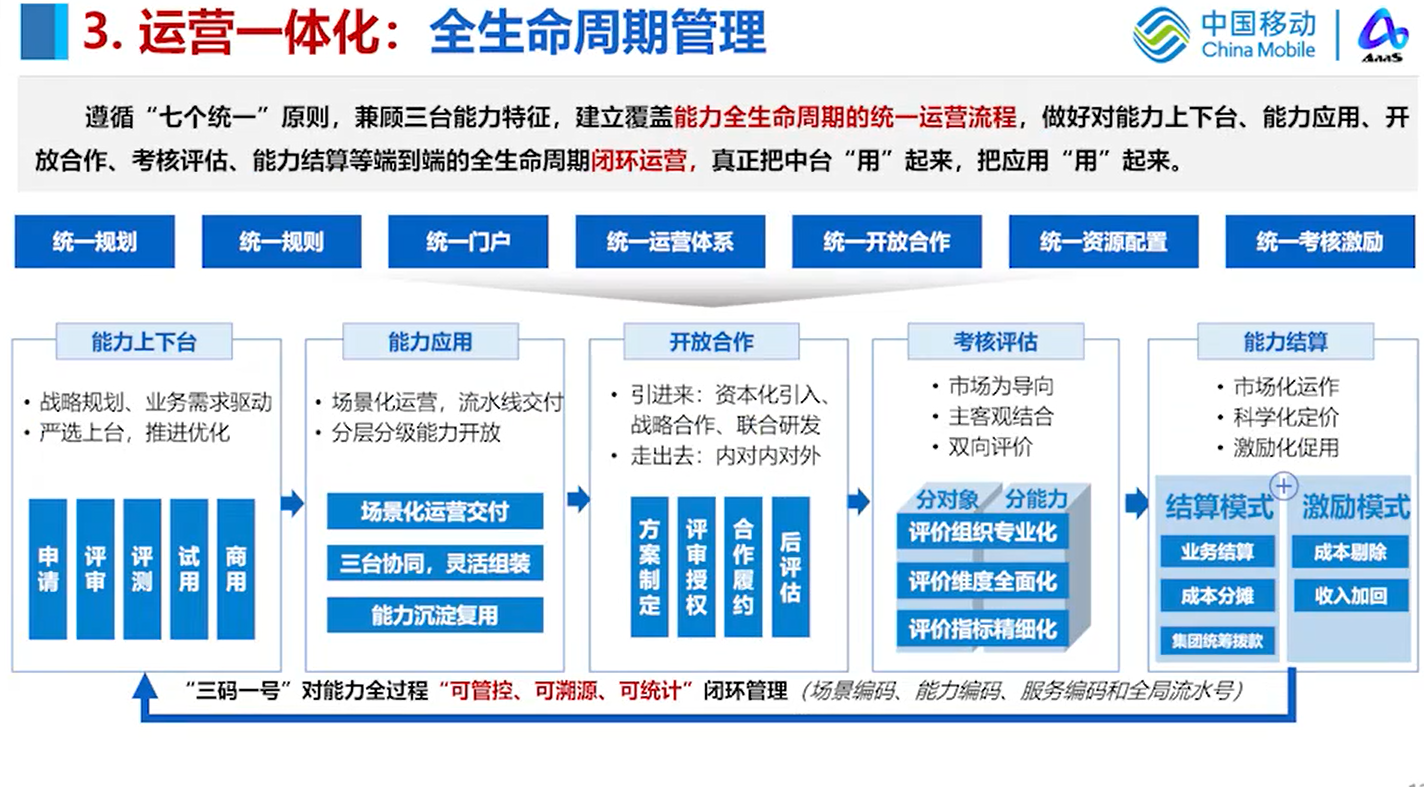 3. 运营一体化：全生命周期管理
中国移动
China Mobile
AaaS
遵循“七个统一”原则，兼顾三台能力特征，建立覆盖能力全生命周期的统一运营流程，做好对能力上下台、能力应用、开
放合作、考核评估、能力结算等端到端的全生命周期闭环运营，真正把中台“用”起来，把应用“用”起来。
统一规划
统一规则
统一门户
统一运营体系
统一开放合作
统一资源配置
统一考核激励
能力上下台
• 战略规划、业务需求驱动
• 严选上台，推进优化
申请
评审
评测
试用
商用
能力应用
• 场景化运营，流水线交付
• 分层分级能力开放
场景化运营交付
三台协同，灵活组装
能力沉淀复用
开放合作
• 引进来：资本化引入、
战略合作、联合研发
• 走出去：内对内对外
方案制定
评审授权
合作履约
后评估
考核评估
• 市场为导向
• 主客观结合
• 双向评价
分对象
分能力
评价组织专业化
评价维度全面化
评价指标精细化
能力结算
• 市场化运作
• 科学化定价
• 激励化促用
结算模式
业务结算
成本分摊
集团统筹拨款
激励模式
成本剔除
收入加回
“三码一号”对能力全过程“可管控、可溯源、可统计”闭环管理（场景编码、能力编码、服务编码和全局流水号）